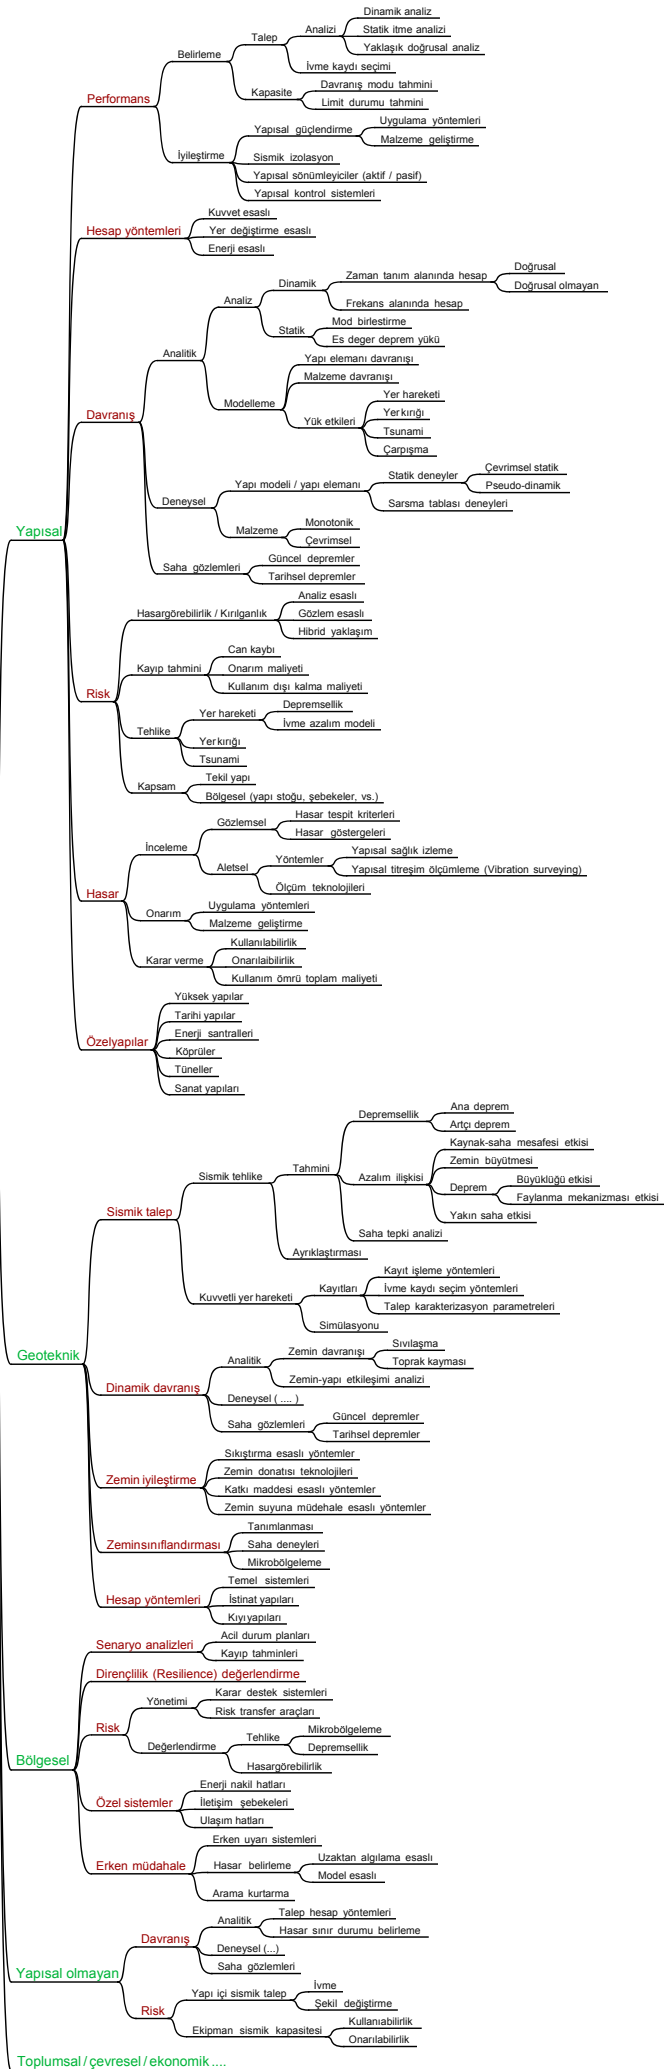 Dinamik analiz
Analizi
Statik itme analizi
Talep
Yaklaşık doğrusal analiz
Belirleme
İvme kaydı seçimi
Davranış modu tahmini
Kapasite
Limit durumu tahmini
Performans
Uygulama yöntemleri
Yapısal güçlendirme
Malzeme geliştirme
İyileştirme
Sismik izolasyon
Yapısal sönümleyiciler (aktif / pasif)
Yapısal kontrol sistemleri
Kuvvet esaslı
Hesap yöntemleri
Yer değiştirme esaslı
Enerji esaslı
Doğrusal
Zaman tanım alanında hesap
Dinamik
Doğrusal olmayan
Analiz
Frekans alanında hesap
Mod birlestirme
Statik
Es deger deprem yükü
Analitik
Yapı elemanı davranışı
Malzeme davranışı
Modelleme
Yer hareketi
Yerkırığı
Yük etkileri
Tsunami
Çarpışma
Davranış
Çevrimsel statik
Statik deneyler
Yapı modeli / yapı elemanı
Pseudo-dinamik
Deneysel
Sarsma tablası deneyleri
Monotonik
Malzeme
Çevrimsel
Yapısal
Güncel depremler
Saha gözlemleri
Tarihsel depremler
Analiz esaslı
Hasargörebilirlik / Kırılganlık
Gözlem esaslı
Hibrid yaklaşım
Can kaybı
Kayıp tahmini
Onarım maliyeti
Kullanım dışı kalma maliyeti
Risk
Depremsellik
Yer hareketi
İvme azalım modeli
Tehlike
Yerkırığı
Tsunami
Tekil yapı
Kapsam
Bölgesel (yapı stoğu, şebekeler, vs.)
Hasar tespit kriterleri
Gözlemsel
Hasar göstergeleri
İnceleme
Yapısal sağlık izleme
Yöntemler
Aletsel
Yapısal titreşim ölçümleme (Vibration surveying)
Ölçüm teknolojileri
Hasar
Uygulama yöntemleri
Onarım
Malzeme geliştirme
Kullanılabilirlik
Karar verme
Onarılaibilirlik
Kullanım ömrü toplam maliyeti
Yüksek yapılar
Tarihi yapılar
Enerji santralleri
Özelyapılar
Köprüler
Tüneller
Sanat yapıları
Ana deprem
Depremsellik
Artçı deprem
Kaynak-saha mesafesi etkisi
Zemin büyütmesi
Tahmini
Azalım ilişkisi
Büyüklüğü etkisi
Deprem
Faylanma mekanizması etkisi
Sismik tehlike
Yakın saha etkisi
Saha tepki analizi
Sismik talep
Ayrıklaştırması
Kayıt işleme yöntemleri
Kayıtları
İvme kaydı seçim yöntemleri
Kuvvetli yer hareketi
Talep karakterizasyon parametreleri
Simülasyonu
Geoteknik
Sıvılaşma
Zemin davranışı
Analitik
Toprak kayması
Zemin-yapı etkileşimi analizi
Dinamik davranış
Deneysel ( .... )
Güncel depremler
Saha gözlemleri
Tarihsel depremler
Sıkıştırma esaslı yöntemler
Zemin donatısı teknolojileri
Zemin iyileştirme
Katkı maddesi esaslı yöntemler
Zemin suyuna müdehale esaslı yöntemler
Tanımlanması
Zeminsınıflandırması
Saha deneyleri
Mikrobölgeleme
Temel sistemleri
Hesap yöntemleri
İstinat yapıları
Kıyıyapıları
Acil durum planları
Senaryo analizleri
Kayıp tahminleri
Dirençlilik (Resilience) değerlendirme
Karar destek sistemleri
Yönetimi
Risk transfer araçları
Risk
Mikrobölgeleme
Tehlike
Değerlendirme
Depremsellik
Hasargörebilirlik
Bölgesel
Enerji nakil hatları
Özel sistemler
İletişim şebekeleri
Ulaşım hatları
Erken uyarı sistemleri
Uzaktan algılama esaslı
Erken müdahale
Hasar belirleme
Model esaslı
Arama kurtarma
Talep hesap yöntemleri
Analitik
Hasar sınır durumu belirleme
Davranış
Deneysel (...)
Saha gözlemleri
Yapısal olmayan
İvme
Yapı içi sismik talep
Şekil değiştirme
Risk
Kullanıabilirlik
Ekipman sismik kapasitesi
Onarılabilirlik
Toplumsal / çevresel / ekonomik ....